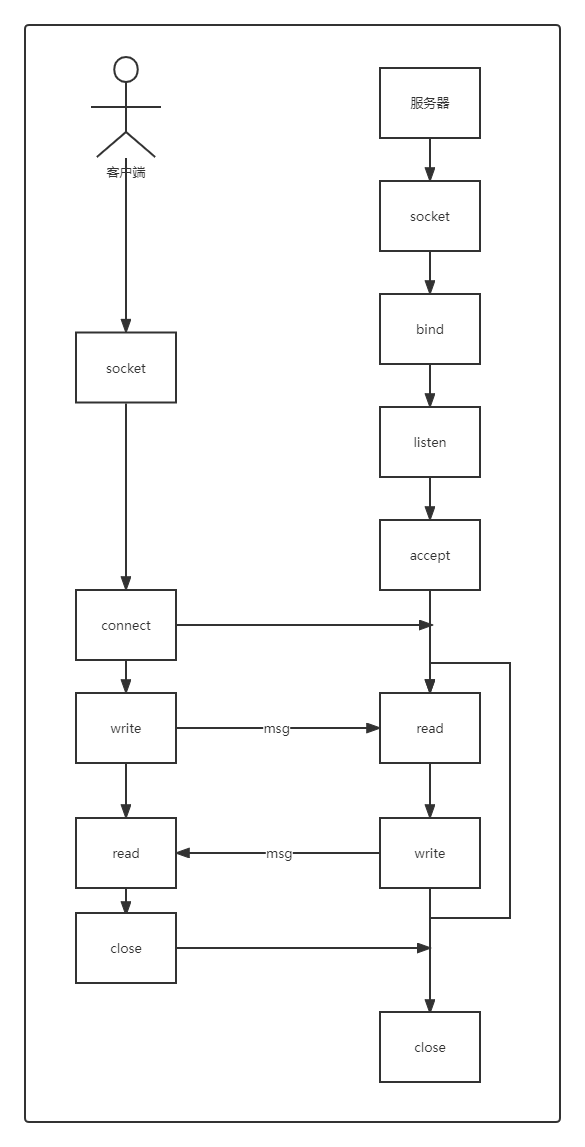 服务器
客户端
socket
bind
socket
listen
accept
connect
write
msg
read
read
msg
write
close
close